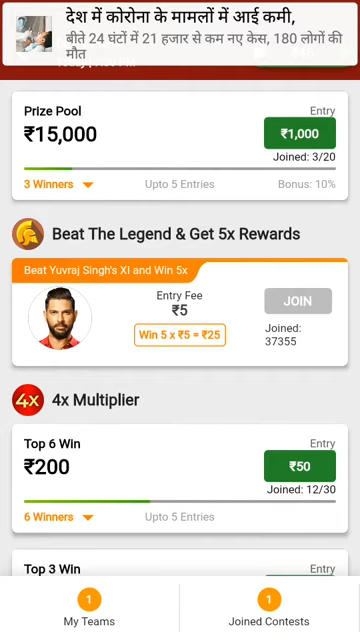 देश में कोरोना के मामलों में आई कमी,
बीते 24 घंटों में 21 हजार से कम नए केस, 180 लोगों की
मौत
Prize Pool
Entry
₹15,000
₹1,000
Joined: 3/20
3 Winners
Upto 5 Entries
Bonus: 10%
Beat The Legend & Get 5x Rewards
Beat Yuvraj Singh's XI and Win 5x
Entry Fee
₹5
JOIN
Win 5 x ₹5 = ₹25
Joined:
37355
4x
4x Multiplier
Top 6 Win
Entry
₹200
₹50
Joined: 12/30
6 Winners
Upto 5 Entries
Top 3 Win
Entry
1
1
My Teams
Joined Contests